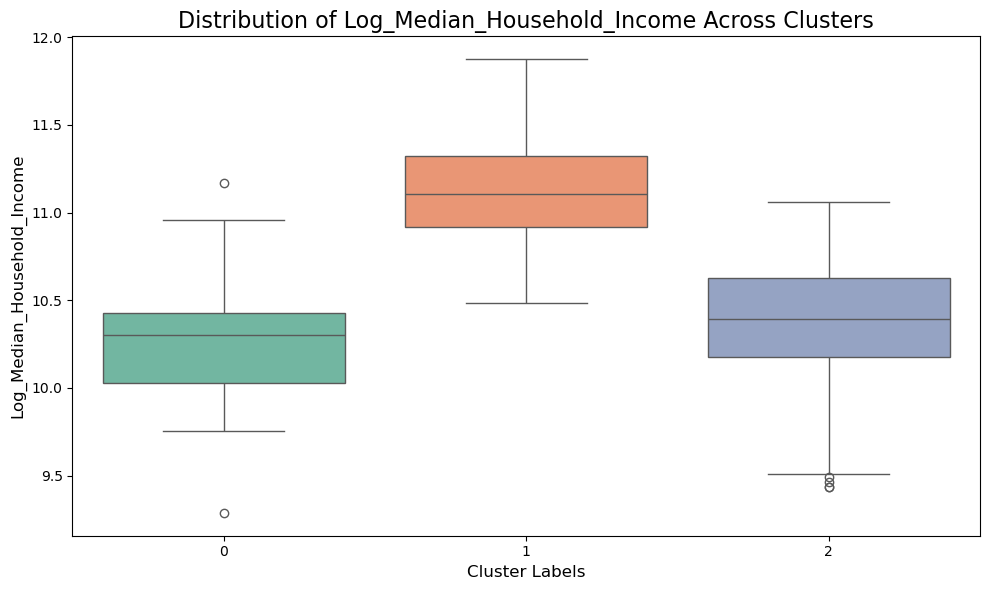 Distribution of Log_Median_Household_Income Across Clusters
Log_Median_Household_Income
12.0
11.5
11.0
10.5
10.0
9.5
0 1 2
Cluster Labels